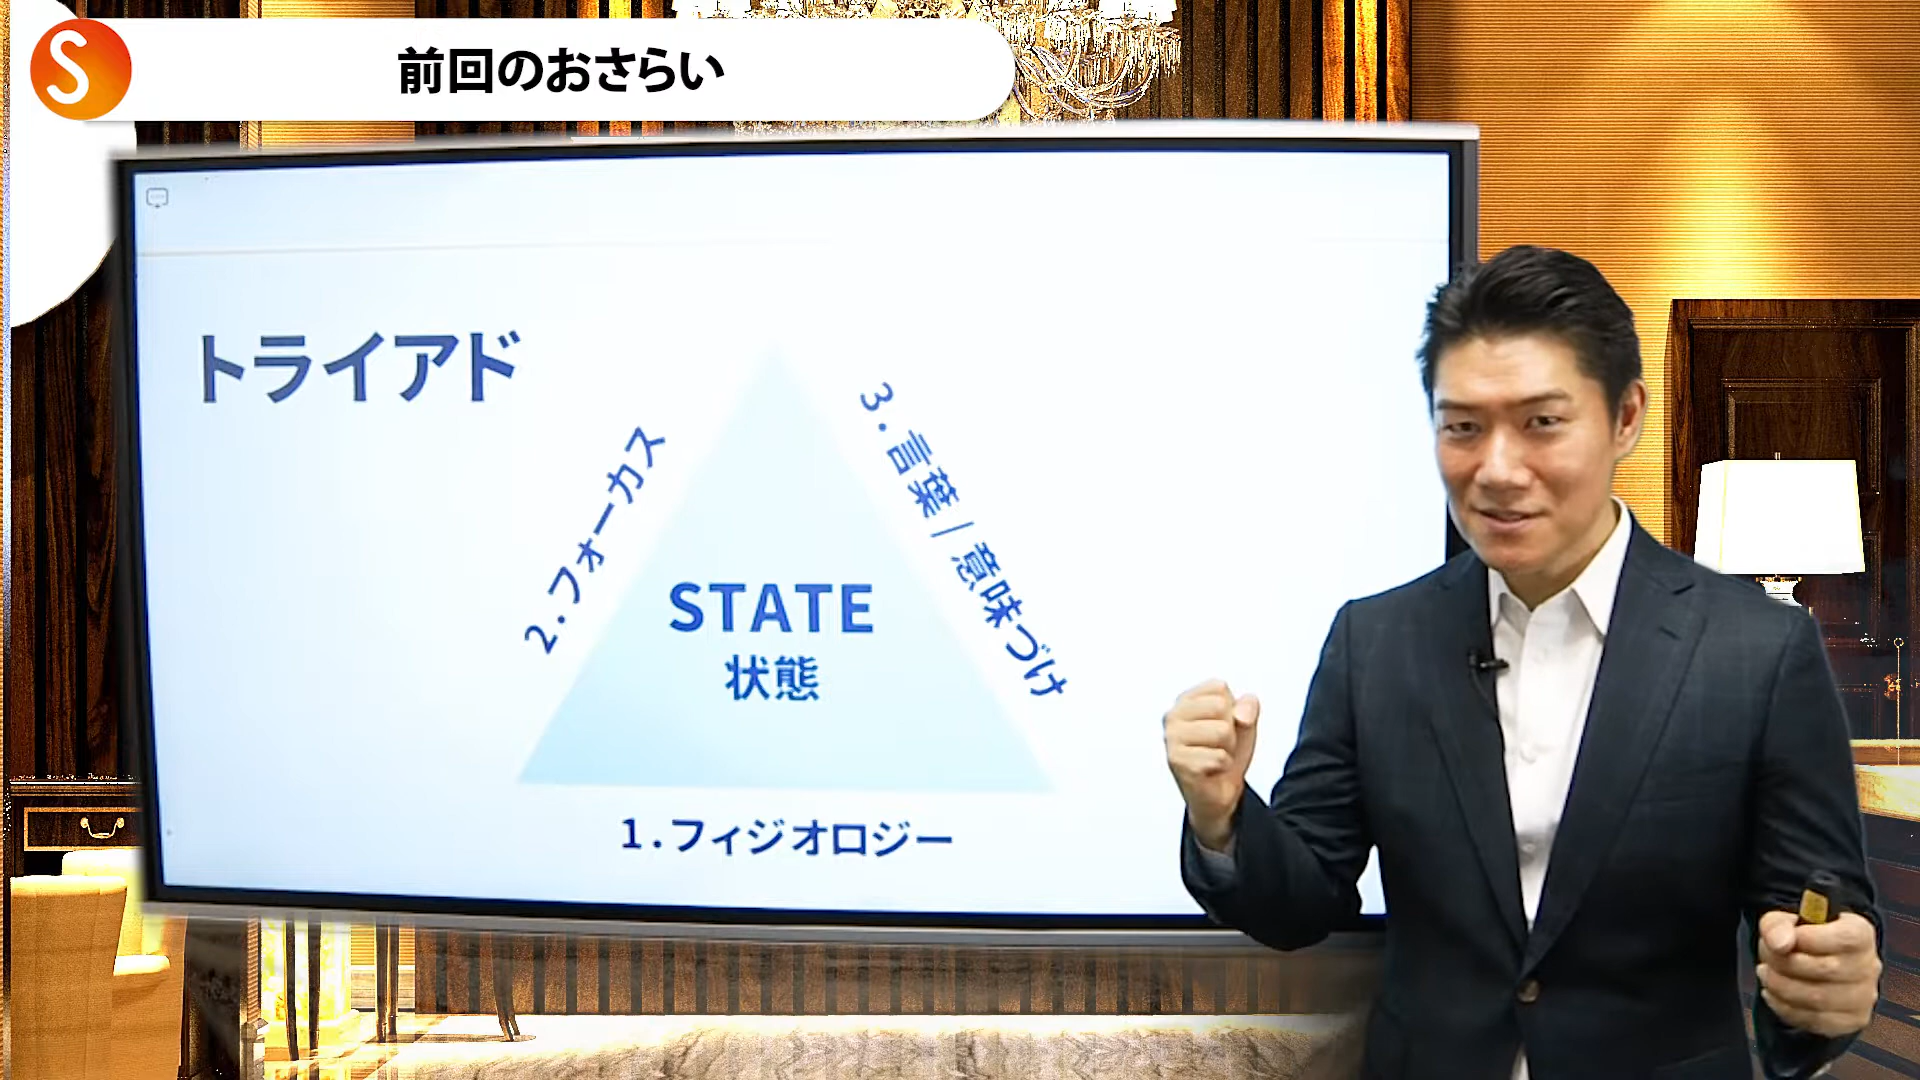 S
前回のおさらい
トライアド
2.フォーカス
3.言葉/意味づけ
STATE
状態
1.フィジオロジー